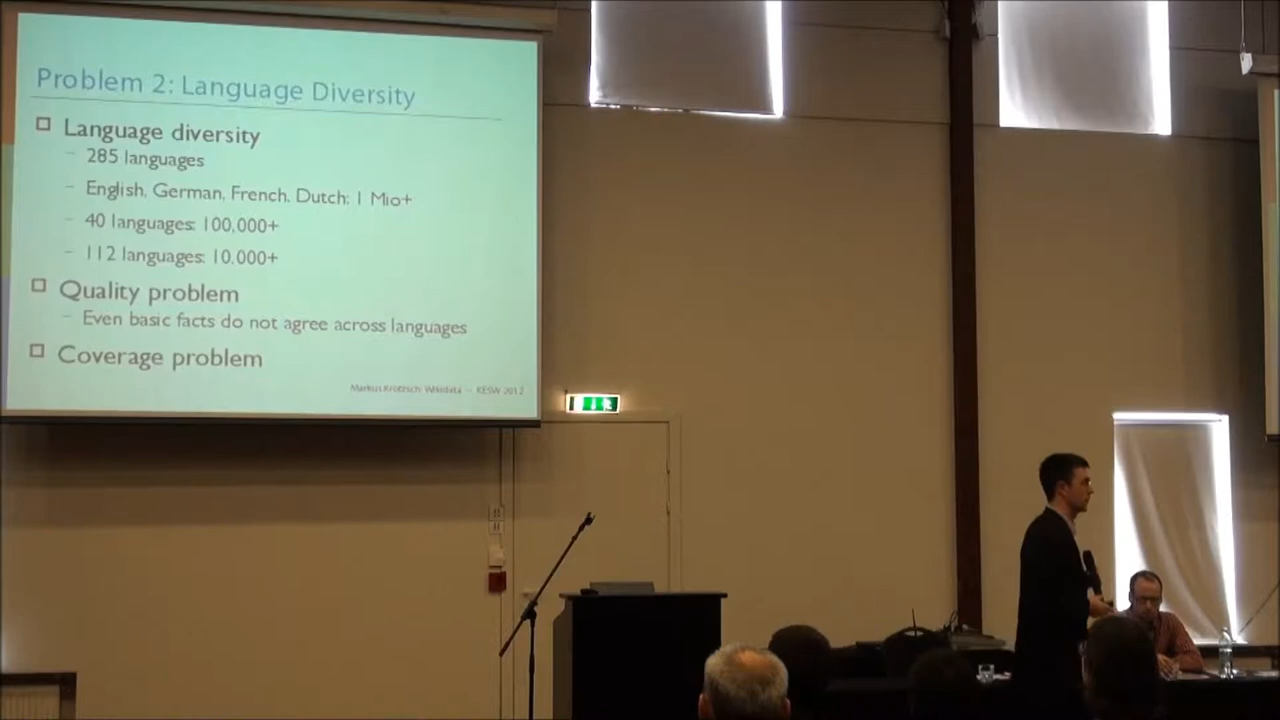 Problem 2: Language Diversity
Language diversity
– 285 languages
– English, German, French, Dutch: 1 Mio+
– 40 languages: 100,000+
– 112 languages: 10,000+
Quality problem
– Even basic facts do not agree across languages
Coverage problem
Markus Krötzsch: Wikidata – KESW 2012